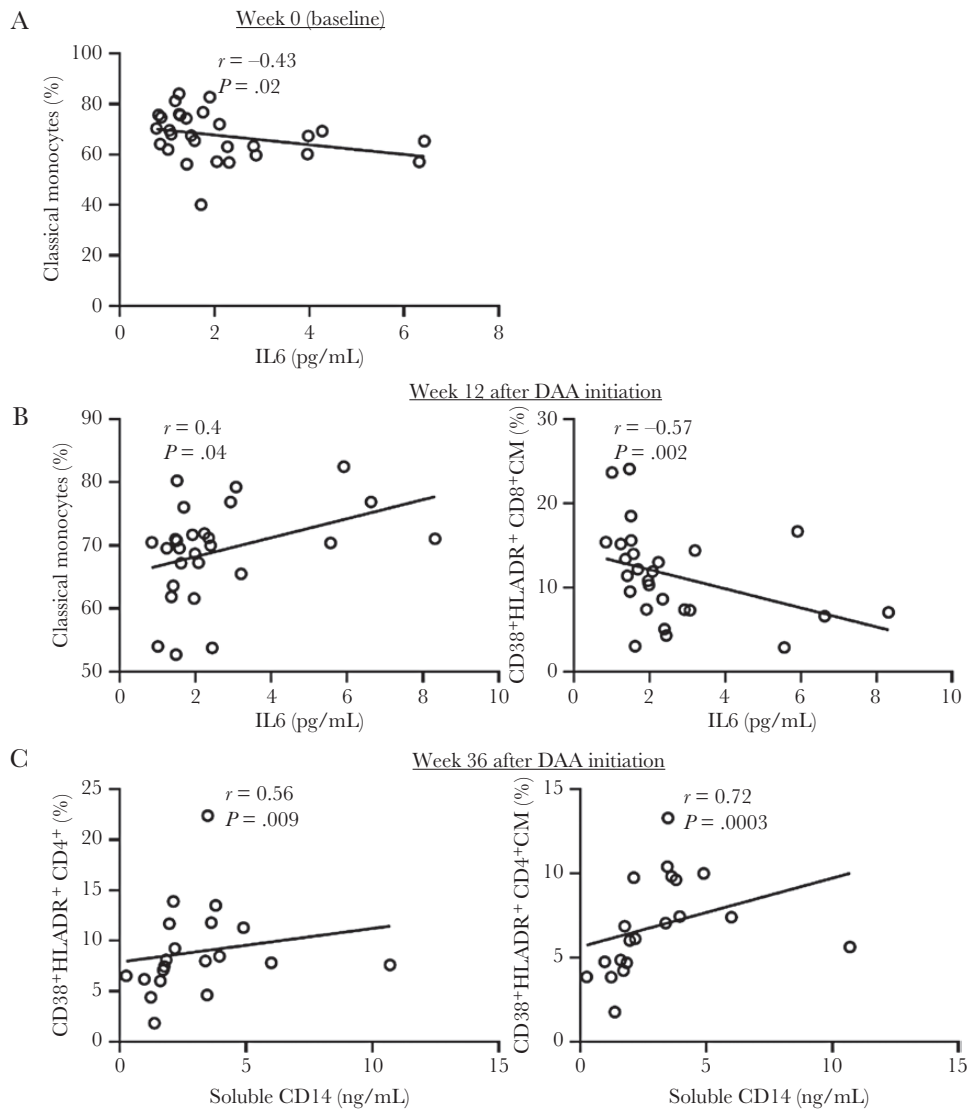 A
Week 0 (baseline)
r = –0.43
P = .02
Classical monocytes (%)
100
80
60
40
20
0
0 2 4 6 8
IL6 (pg/mL)
Week 12 after DAA initiation
B
r = 0.4
P = .04
Classical monocytes (%)
90
80
70
60
50
0 2 4 6 8 10
IL6 (pg/mL)
r = –0.57
P = .002
CD38+HLADR+ CD8+CM (%)
30
20
10
0
0 2 4 6 8 10
IL6 (pg/mL)
C
Week 36 after DAA initiation
r = 0.56
P = .009
CD38+HLADR+ CD4+ (%)
25
20
15
10
5
0
0 5 10 15
Soluble CD14 (ng/mL)
r = 0.72
P = .0003
CD38+HLADR+ CD4+CM (%)
15
10
5
0
0 5 10 15
Soluble CD14 (ng/mL)